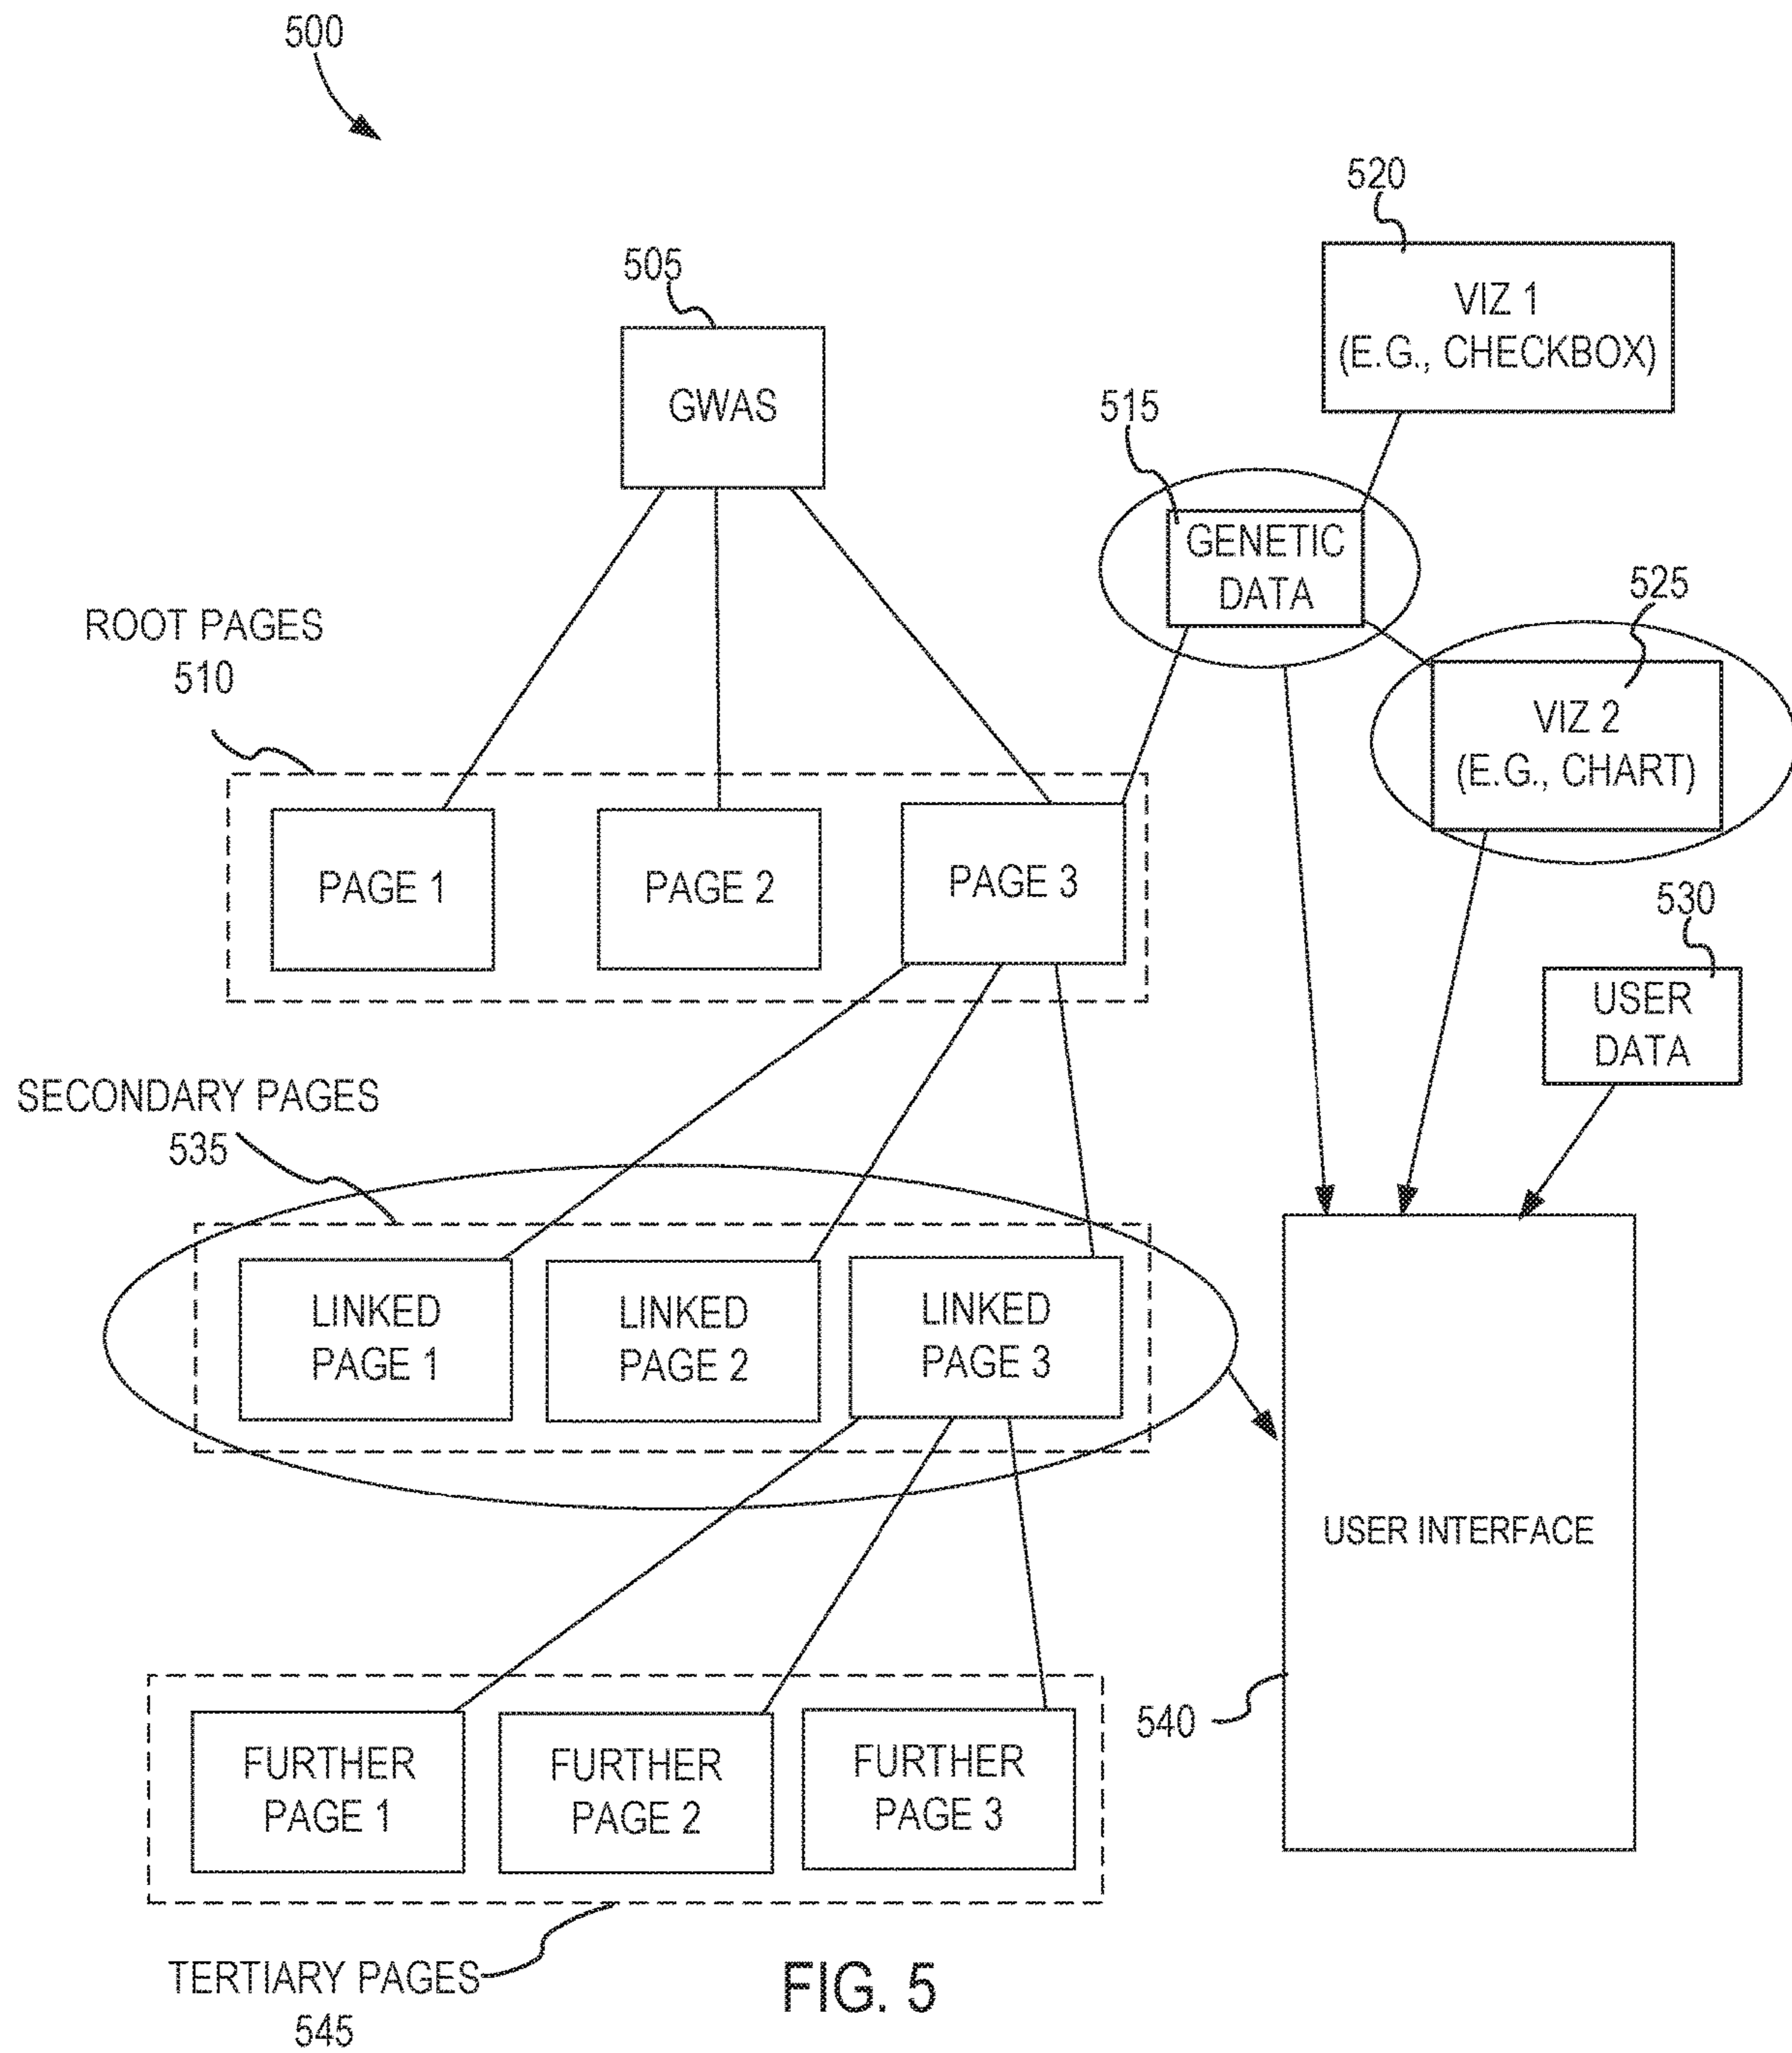 500
520
VIZ 1
(E.G., CHECKBOX)
505
GWAS
515
GENETIC
DATA
525
VIZ 2
(E.G., CHART)
ROOT PAGES
510
PAGE 1
PAGE 2
PAGE 3
530
USER
DATA
SECONDARY PAGES
535
LINKED
PAGE 1
LINKED
PAGE 2
LINKED
PAGE 3
USER INTERFACE
540
FURTHER
PAGE 1
FURTHER
PAGE 2
FURTHER
PAGE 3
TERTIARY PAGES
545
FIG. 5